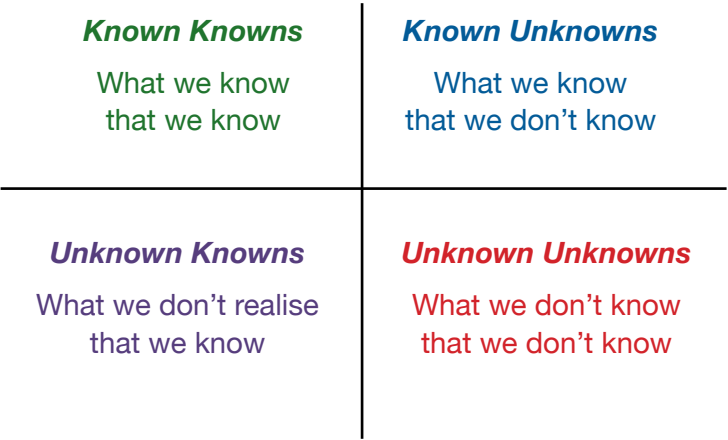 Known Knowns
What we know
that we know
Known Unknowns
What we know
that we don’t know
Unknown Knowns
What we don’t realise
that we know
Unknown Unknowns
What we don’t know
that we don’t know